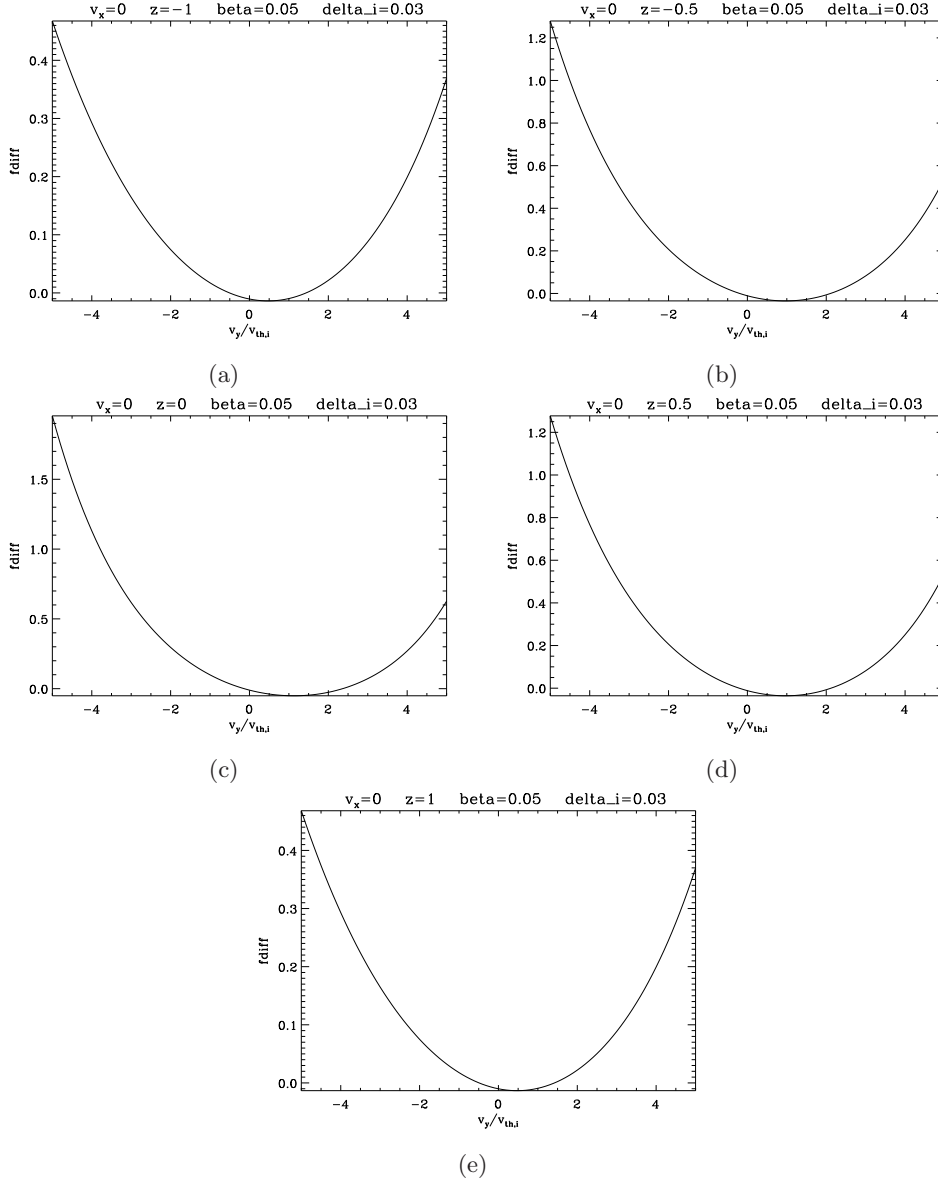 v_x=0 z=−1 beta=0.05 delta_i=0.03
0.4
0.3
0.2
0.1
0.0
fdiff
−4 −2 0 2 4
v_y/v_th,i
(a)
v_x=0 z=−0.5 beta=0.05 delta_i=0.03
1.2
1.0
0.8
0.6
0.4
0.2
0.0
fdiff
−4 −2 0 2 4
v_y/v_th,i
(b)
v_x=0 z=0 beta=0.05 delta_i=0.03
1.5
1.0
0.5
0.0
fdiff
−4 −2 0 2 4
v_y/v_th,i
(c)
v_x=0 z=0.5 beta=0.05 delta_i=0.03
1.2
1.0
0.8
0.6
0.4
0.2
0.0
fdiff
−4 −2 0 2 4
v_y/v_th,i
(d)
v_x=0 z=1 beta=0.05 delta_i=0.03
0.4
0.3
0.2
0.1
0.0
fdiff
−4 −2 0 2 4
v_y/v_th,i
(e)